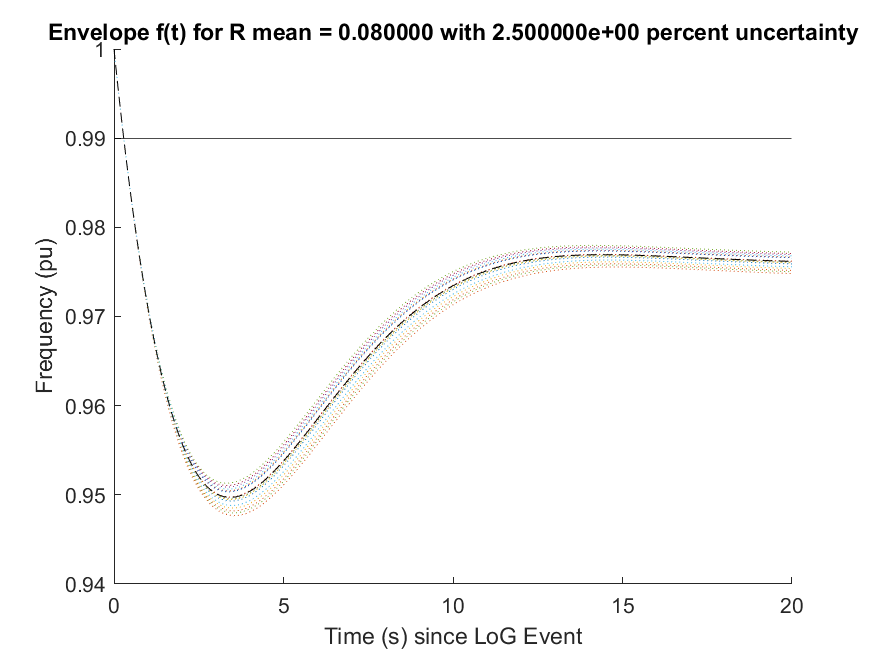 Envelope f(t) for R mean = 0.080000 with 2.500000e+00 percent uncertainty
1
0.99
0.98
0.97
0.96
0.95
0.94
Frequency (pu)
0 5 10 15 20
Time (s) since LoG Event